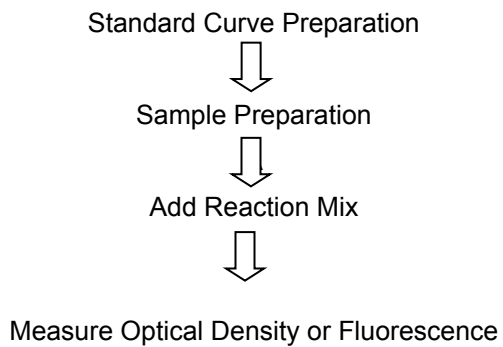 Standard Curve Preparation
Sample Preparation
Add Reaction Mix
Measure Optical Density or Fluorescence